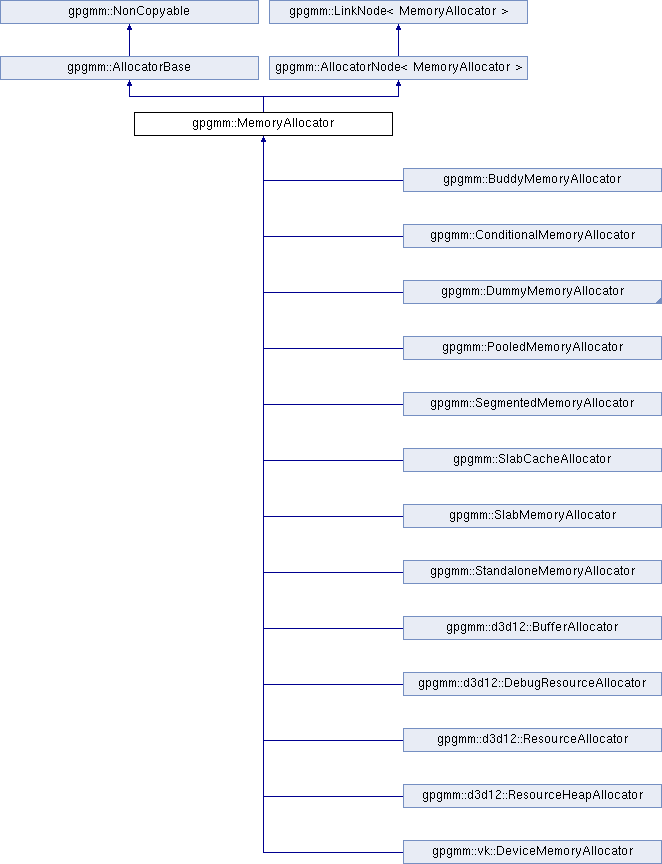 gpgmm::NonCopyable
gpgmm::LinkNode< MemoryAllocator >
gpgmm::AllocatorBase
gpgmm::AllocatorNode< MemoryAllocator >
gpgmm::MemoryAllocator
gpgmm::BuddyMemoryAllocator
gpgmm::ConditionalMemoryAllocator
gpgmm::DummyMemoryAllocator
gpgmm::PooledMemoryAllocator
gpgmm::SegmentedMemoryAllocator
gpgmm::SlabCacheAllocator
gpgmm::SlabMemoryAllocator
gpgmm::StandaloneMemoryAllocator
gpgmm::d3d12::BufferAllocator
gpgmm::d3d12::DebugResourceAllocator
gpgmm::d3d12::ResourceAllocator
gpgmm::d3d12::ResourceHeapAllocator
gpgmm::vk::DeviceMemoryAllocator